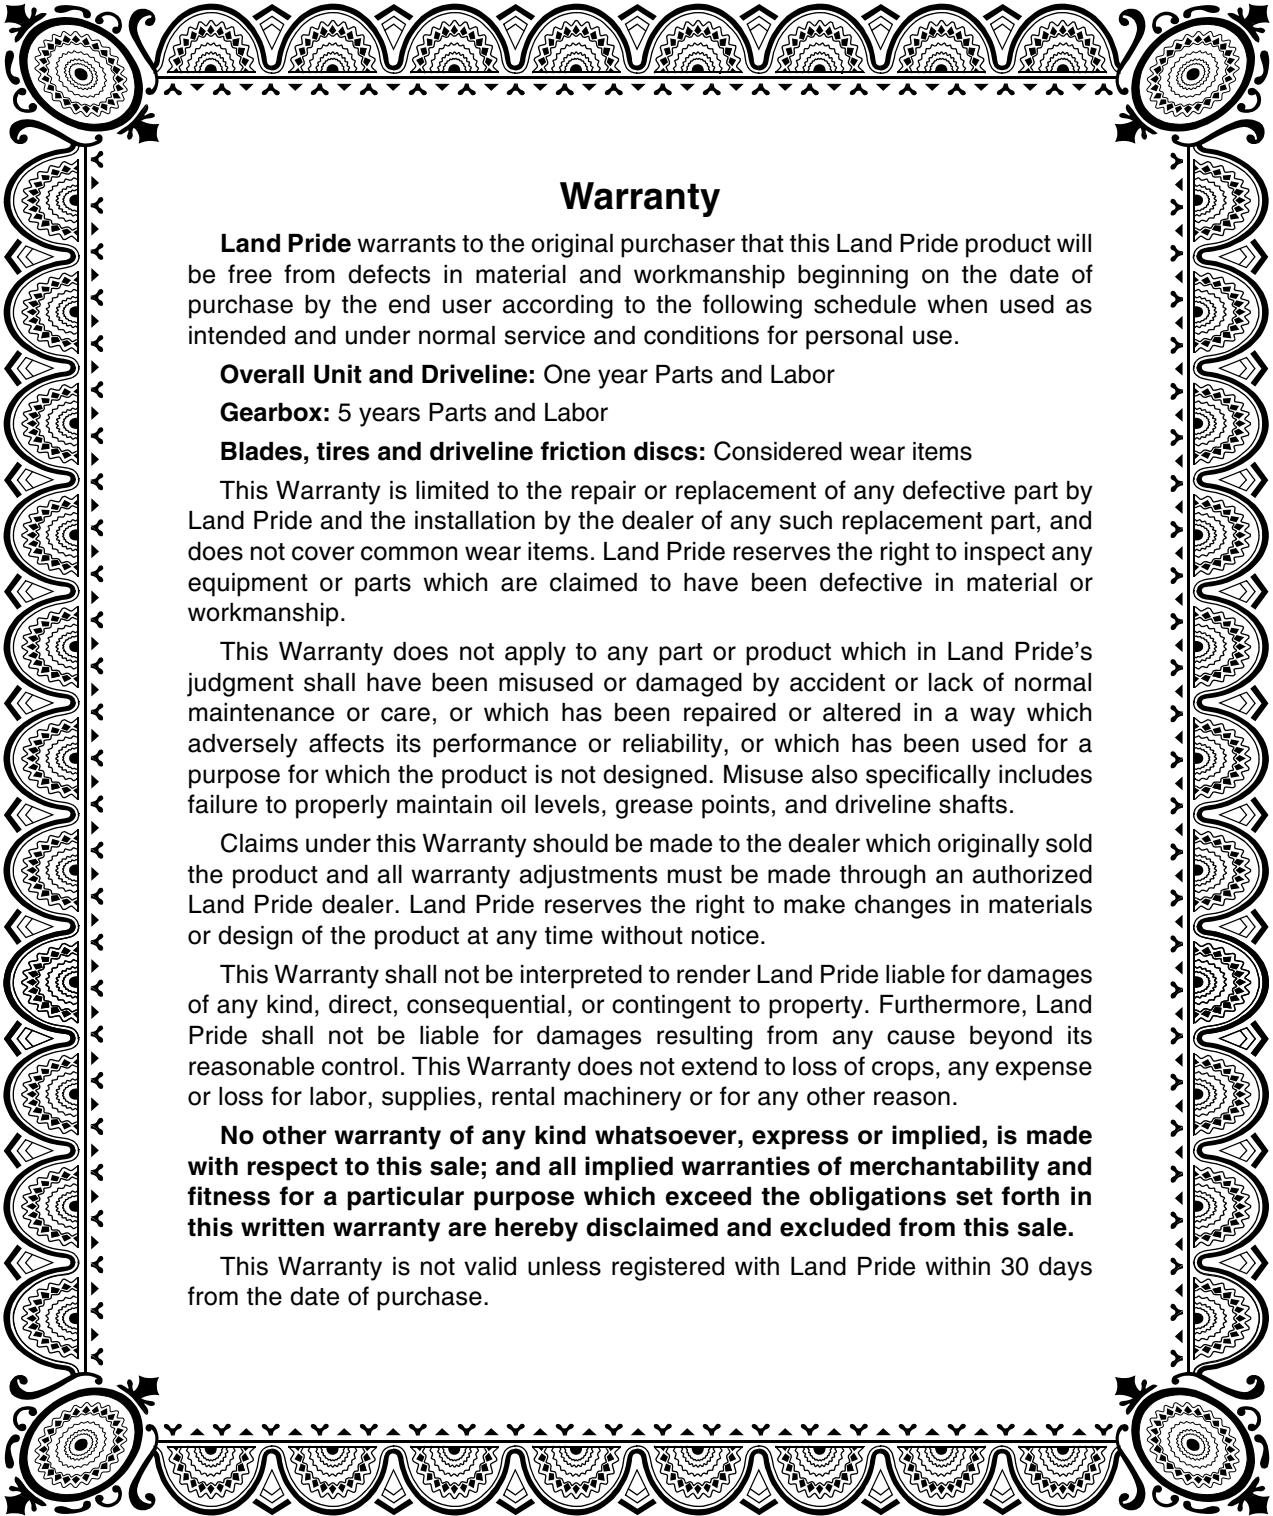 Warranty
Land Pride warrants to the original purchaser that this Land Pride product will
be free from defects in material and workmanship beginning on the date of
purchase by the end user according to the following schedule when used as
intended and under normal service and conditions for personal use.
Overall Unit and Driveline: One year Parts and Labor
Gearbox: 5 years Parts and Labor
Blades, tires and driveline friction discs: Considered wear items
This Warranty is limited to the repair or replacement of any defective part by
Land Pride and the installation by the dealer of any such replacement part, and
does not cover common wear items. Land Pride reserves the right to inspect any
equipment or parts which are claimed to have been defective in material or
workmanship.
This Warranty does not apply to any part or product which in Land Pride’s
judgment shall have been misused or damaged by accident or lack of normal
maintenance or care, or which has been repaired or altered in a way which
adversely affects its performance or reliability, or which has been used for a
purpose for which the product is not designed. Misuse also specifically includes
failure to properly maintain oil levels, grease points, and driveline shafts.
Claims under this Warranty should be made to the dealer which originally sold
the product and all warranty adjustments must be made through an authorized
Land Pride dealer. Land Pride reserves the right to make changes in materials
or design of the product at any time without notice.
This Warranty shall not be interpreted to render Land Pride liable for damages
of any kind, direct, consequential, or contingent to property. Furthermore, Land
Pride shall not be liable for damages resulting from any cause beyond its
reasonable control. This Warranty does not extend to loss of crops, any expense
or loss for labor, supplies, rental machinery or for any other reason.
No other warranty of any kind whatsoever, express or implied, is made
with respect to this sale; and all implied warranties of merchantability and
fitness for a particular purpose which exceed the obligations set forth in
this written warranty are hereby disclaimed and excluded from this sale.
This Warranty is not valid unless registered with Land Pride within 30 days
from the date of purchase.